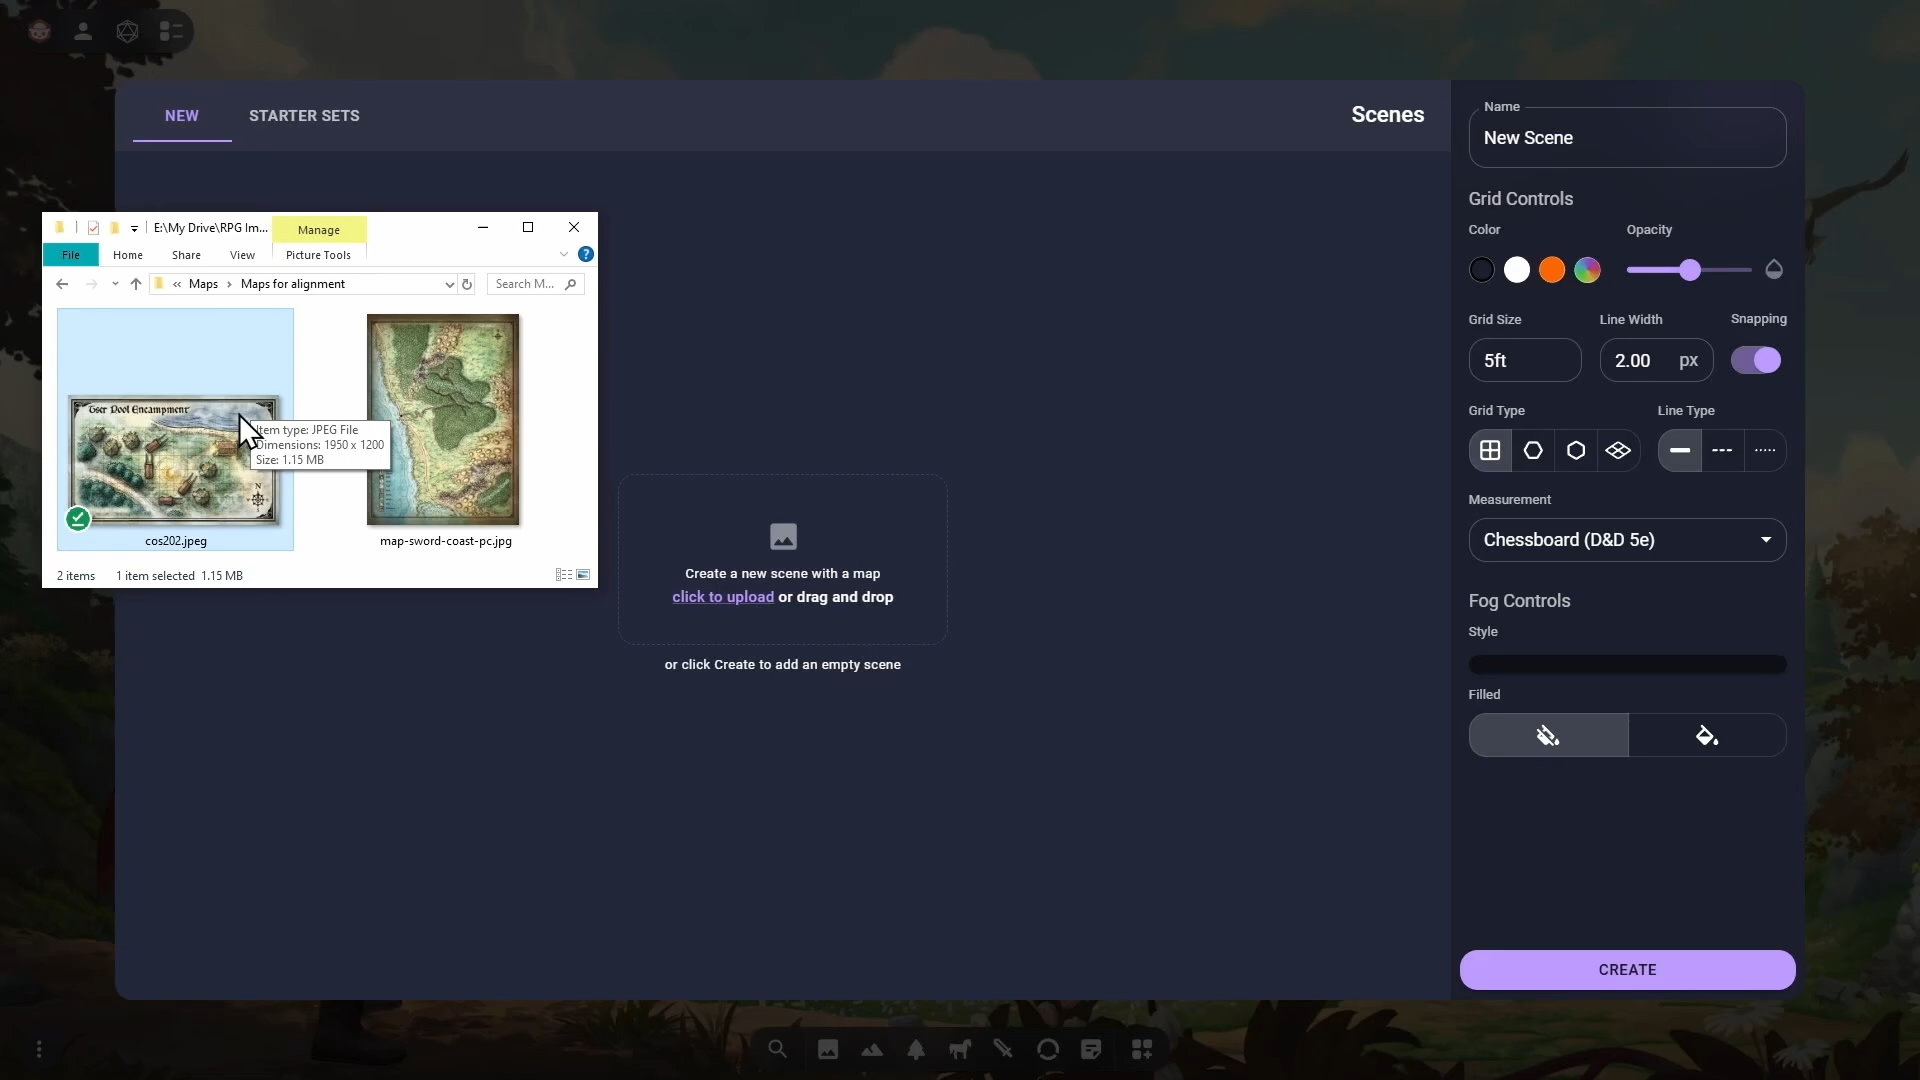 NEW
STARTER SETS
Scenes
Name
New Scene
Grid Controls
Color
Opacity
Grid Size
Line Width
Snapping
5ft
2.00 px
Grid Type
Line Type
Measurement
Chessboard (D&D 5e)
Fog Controls
Style
Filled
CREATE
E:\My Drive\RPG Im...
Manage
File
Home
Share
View
Picture Tools
?
« Maps › Maps for alignment
Search M...
Tser Pool Encampment
N
Item type: JPEG File
Dimensions: 1950 x 1200
Size: 1.15 MB
cos202.jpeg
map-sword-coast-pc.jpg
2 items
1 item selected 1.15 MB
Create a new scene with a map
click to upload or drag and drop
or click Create to add an empty scene